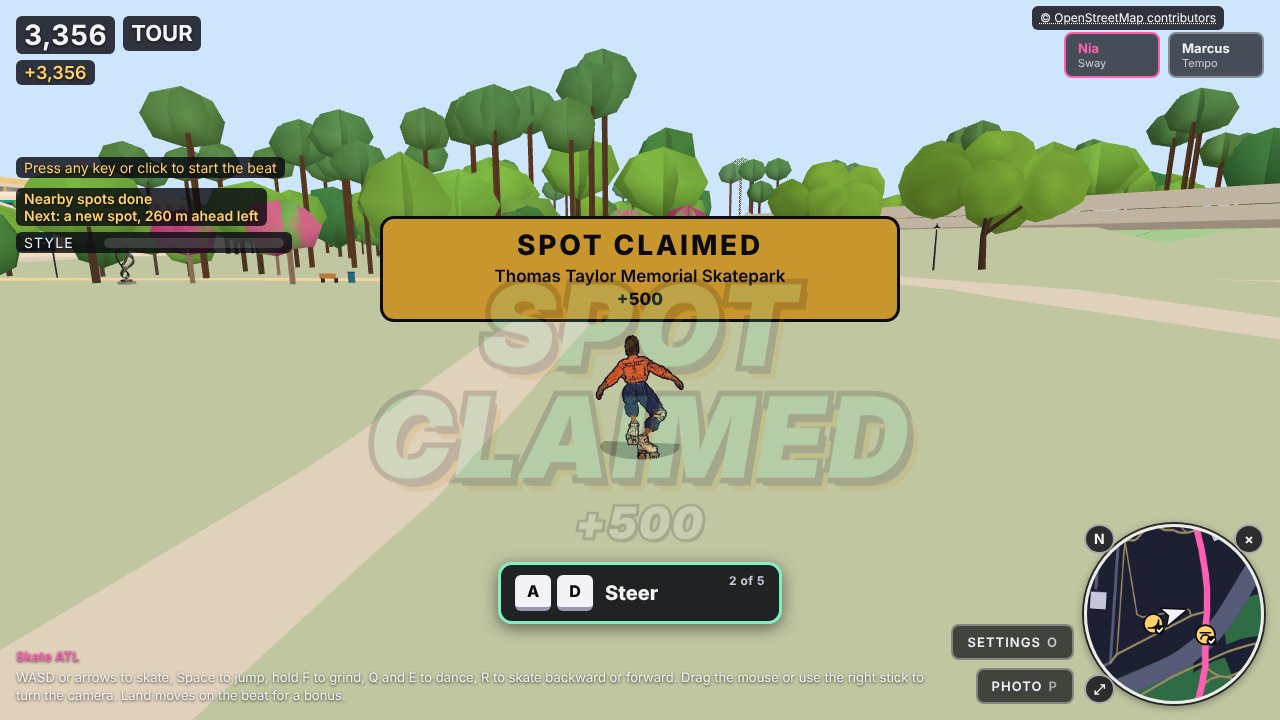 3,356 TOUR
+3,356
© OpenStreetMap contributors
Nia
Sway
Marcus
Tempo
Press any key or click to start the beat
Nearby spots done
Next: a new spot, 260 m ahead left
STYLE
SPOT CLAIMED
Thomas Taylor Memorial Skatepark
+500
SPOT
CLAIMED
+500
A D Steer 2 of 5
N ×
SETTINGS O
PHOTO P
Skate ATL
WASD or arrows to skate, Space to jump, hold F to grind, Q and E to dance, R to skate backward or forward. Drag the mouse or use the right stick to
turn the camera. Land moves on the beat for a bonus.